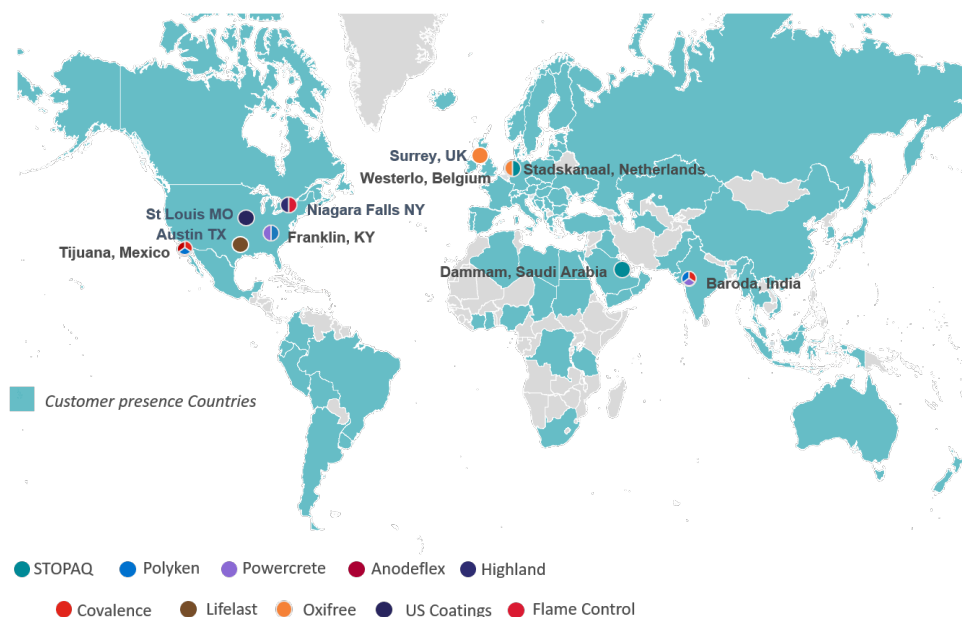 Surrey, UK
Westerlo, Belgium
Stadskanaal, Netherlands
St Louis MO
Niagara Falls NY
Austin TX
Franklin, KY
Tijuana, Mexico
Dammam, Saudi Arabia
Baroda, India
Customer presence Countries
STOPAQ Polyken Powercrete Anodeflex Highland
Covalence Lifelast Oxifree US Coatings Flame Control